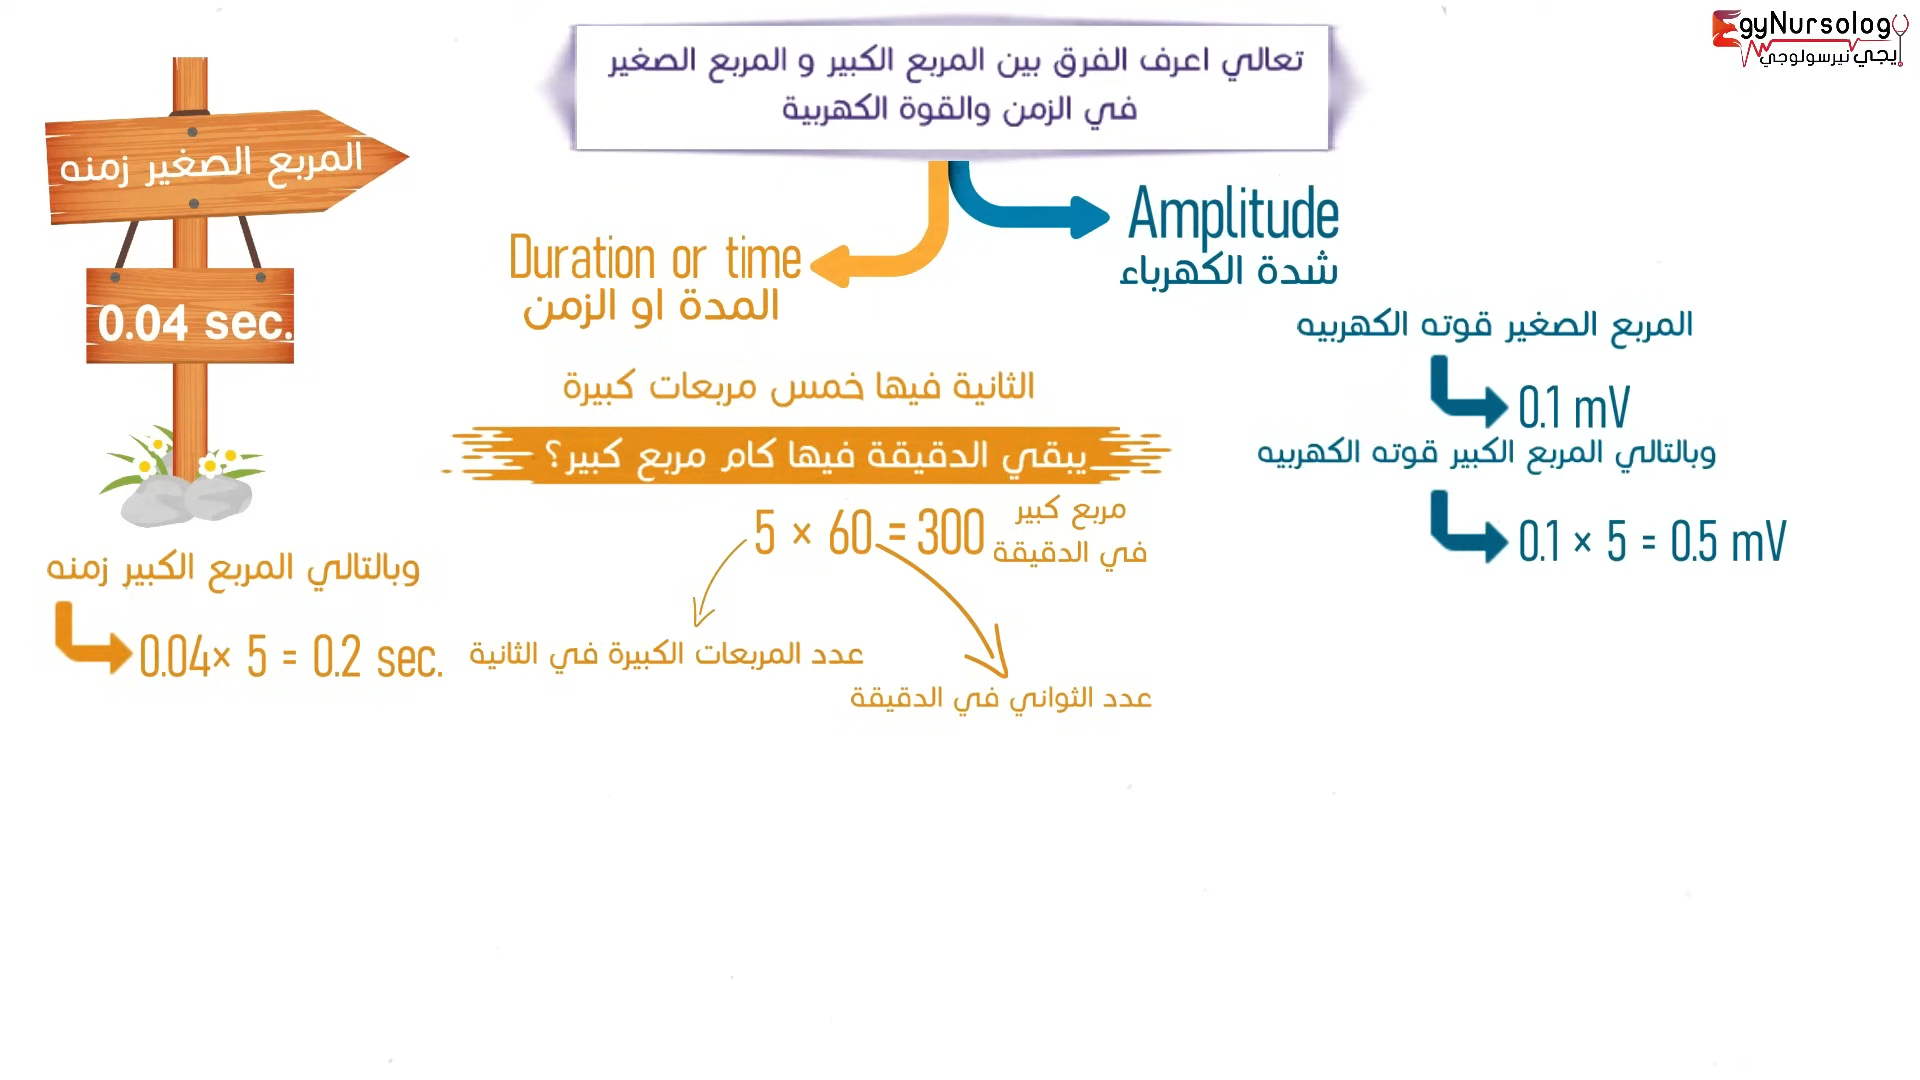 EgyNursology
إيجي نيرسولوجي
تعالي اعرف الفرق بين المربع الكبير و المربع الصغير
في الزمن والقوة الكهربية
Amplitude
شدة الكهرباء
المربع الصغير قوته الكهربيه
0.1 mV
وبالتالي المربع الكبير قوته الكهربيه
0.1 × 5 = 0.5 mV
Duration or time
المدة او الزمن
الثانية فيها خمس مربعات كبيرة
يبقي الدقيقة فيها كام مربع كبير؟
5 × 60 = 300
مربع كبير
في الدقيقة
عدد المربعات الكبيرة في الثانية
عدد الثواني في الدقيقة
المربع الصغير زمنه
0.04 sec.
وبالتالي المربع الكبير زمنه
0.04× 5 = 0.2 sec.